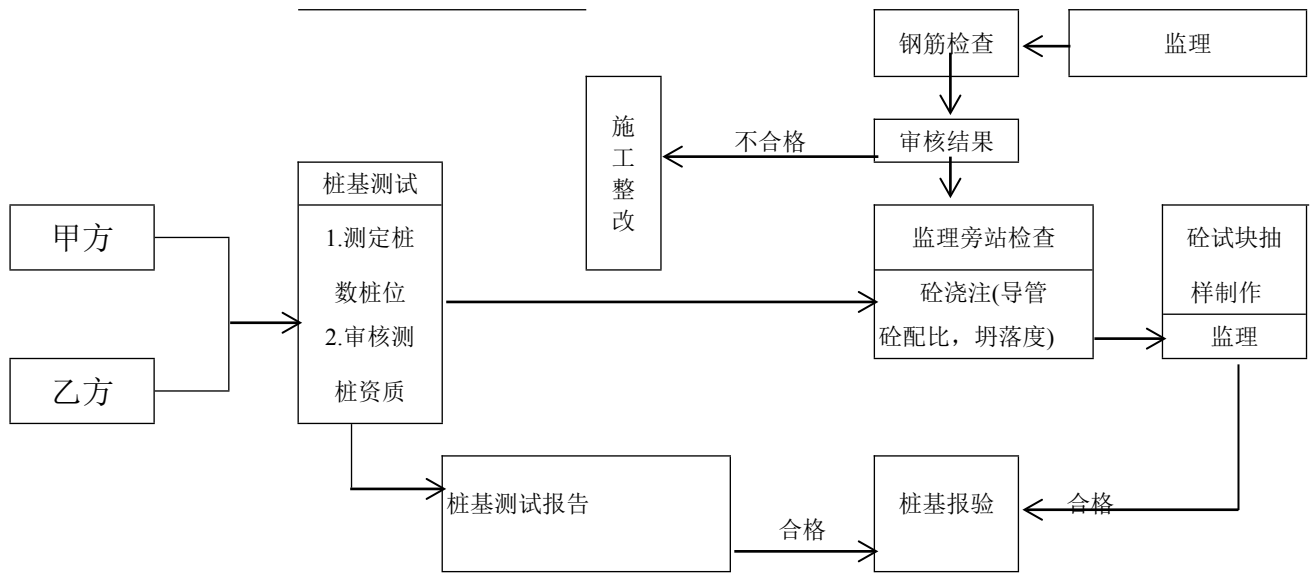 钢筋检查
监理
施
工
整
改
不合格
审核结果
桩基测试
甲方
乙方
1.测定桩
数桩位
2.审核测
桩资质
监理旁站检查
砼浇注(导管
砼配比，坍落度)
砼试块抽
样制作
监理
桩基测试报告
合格
桩基报验
合格